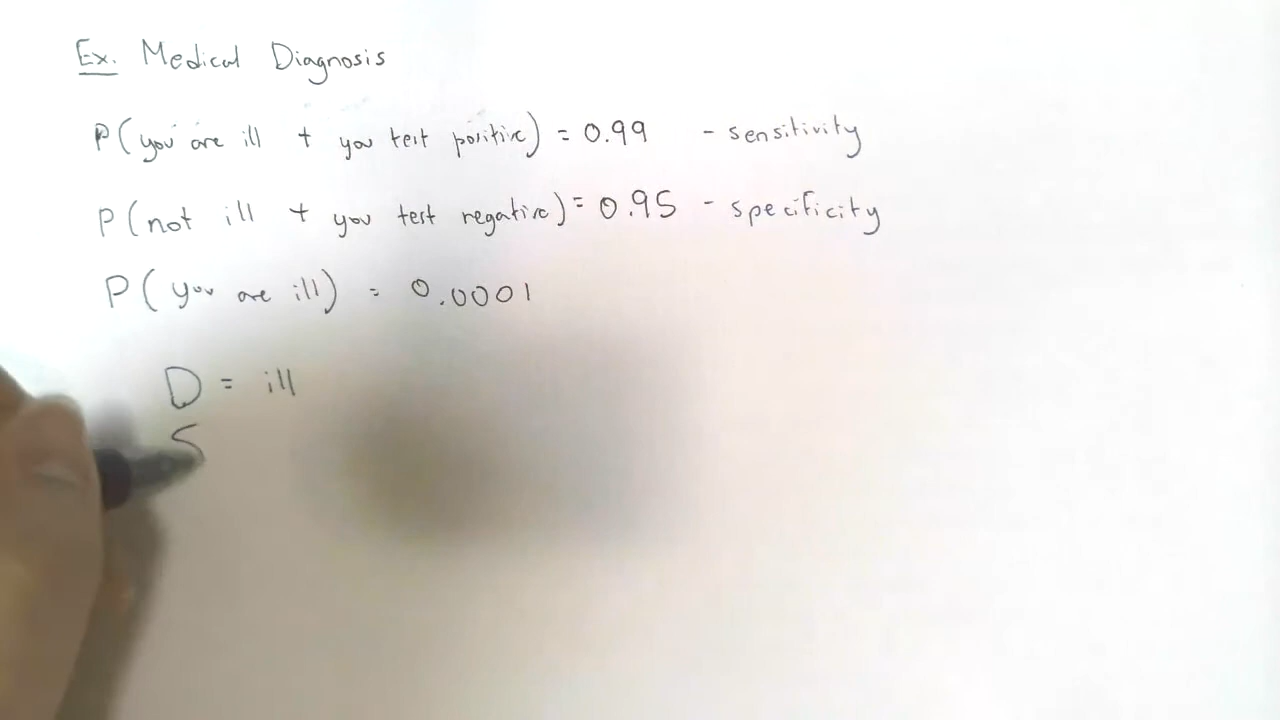 Ex. Medical Diagnosis
P(you are ill + you test positive) = 0.99 - sensitivity
P(not ill + you test negative) = 0.95 - specificity
P(you are ill) = 0.0001
D = ill
S